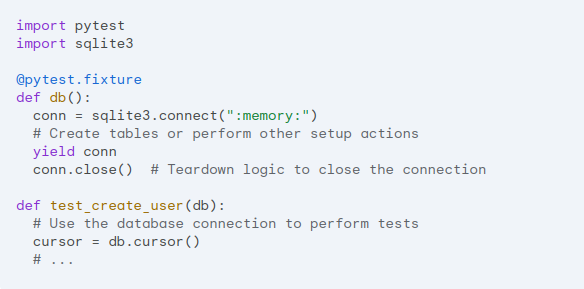 import pytest
import sqlite3

@pytest.fixture
def db():
  conn = sqlite3.connect(":memory:")
  # Create tables or perform other setup actions
  yield conn
  conn.close()  # Teardown logic to close the connection

def test_create_user(db):
  # Use the database connection to perform tests
  cursor = db.cursor()
  # ...